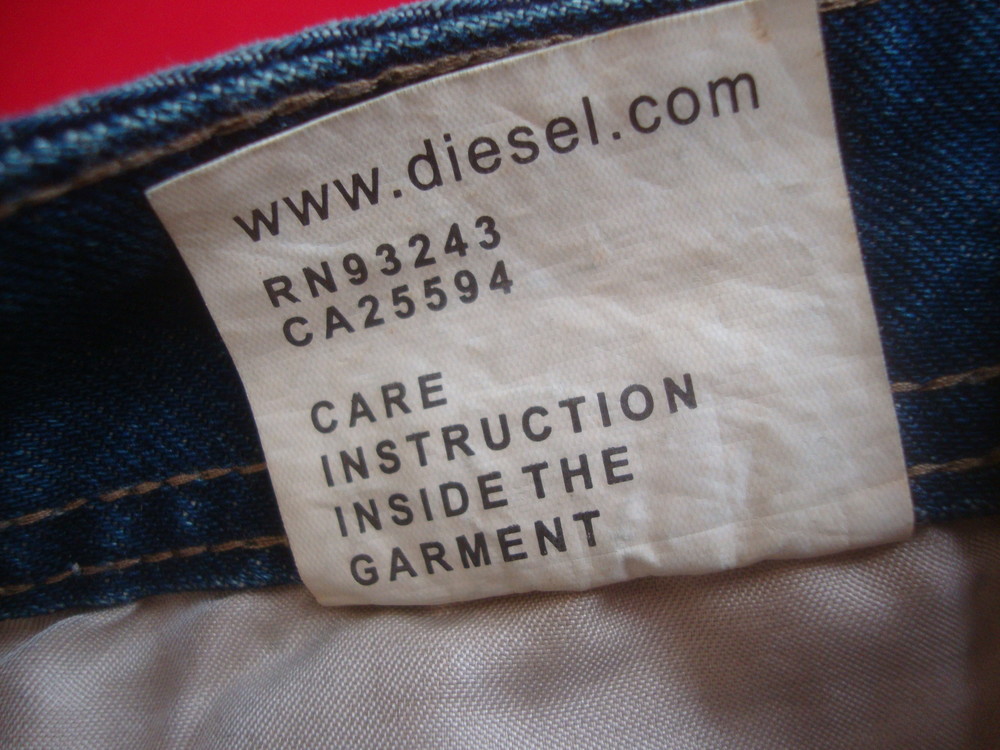 www.diesel.com
RN93243
CA25594
CARE
INSTRUCTION
INSIDE THE
GARMENT